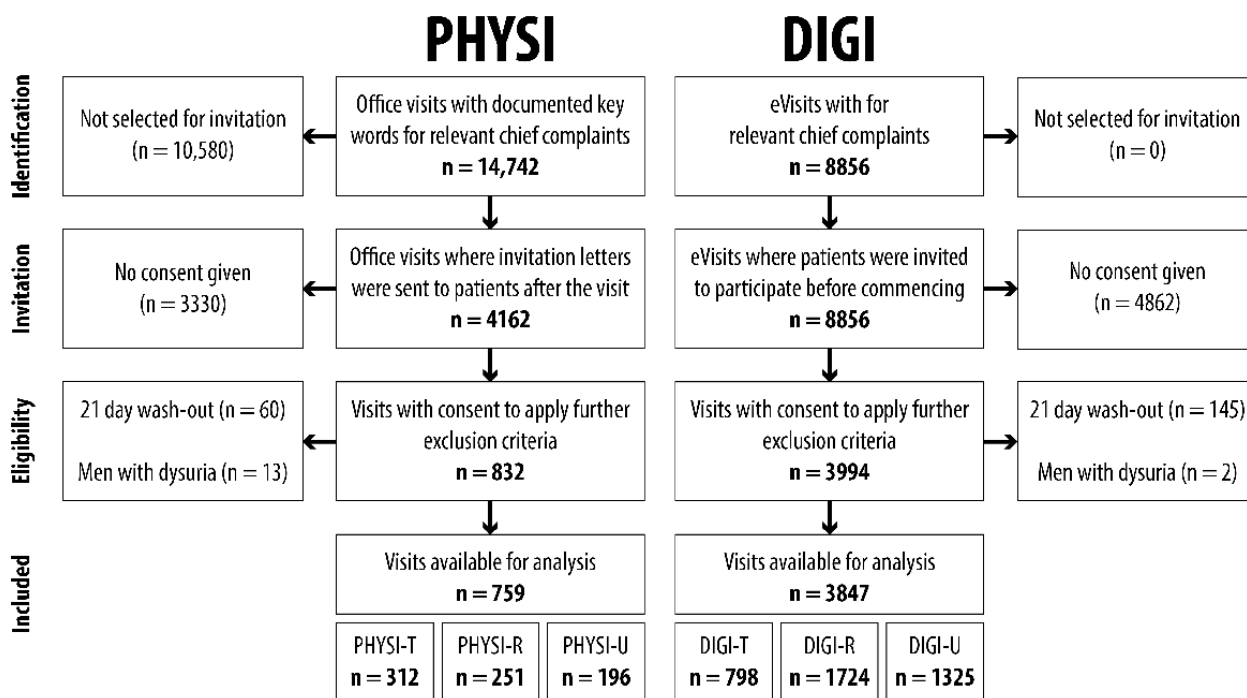 PHYSI
DIGI
Identification
Not selected for invitation
(n = 10,580)
Office visits with documented key
words for relevant chief complaints
n = 14,742
eVisits with for
relevant chief complaints
n = 8856
Not selected for invitation
(n = 0)
Invitation
No consent given
(n = 3330)
Office visits where invitation letters
were sent to patients after the visit
n = 4162
eVisits where patients were invited
to participate before commencing
n = 8856
No consent given
(n = 4862)
Eligibility
21 day wash-out (n = 60)
Men with dysuria (n = 13)
Visits with consent to apply further
exclusion criteria
n = 832
Visits with consent to apply further
exclusion criteria
n = 3994
21 day wash-out (n = 145)
Men with dysuria (n = 2)
Included
Visits available for analysis
n = 759
Visits available for analysis
n = 3847
PHYSI-T
n = 312
PHYSI-R
n = 251
PHYSI-U
n = 196
DIGI-T
n = 798
DIGI-R
n = 1724
DIGI-U
n = 1325